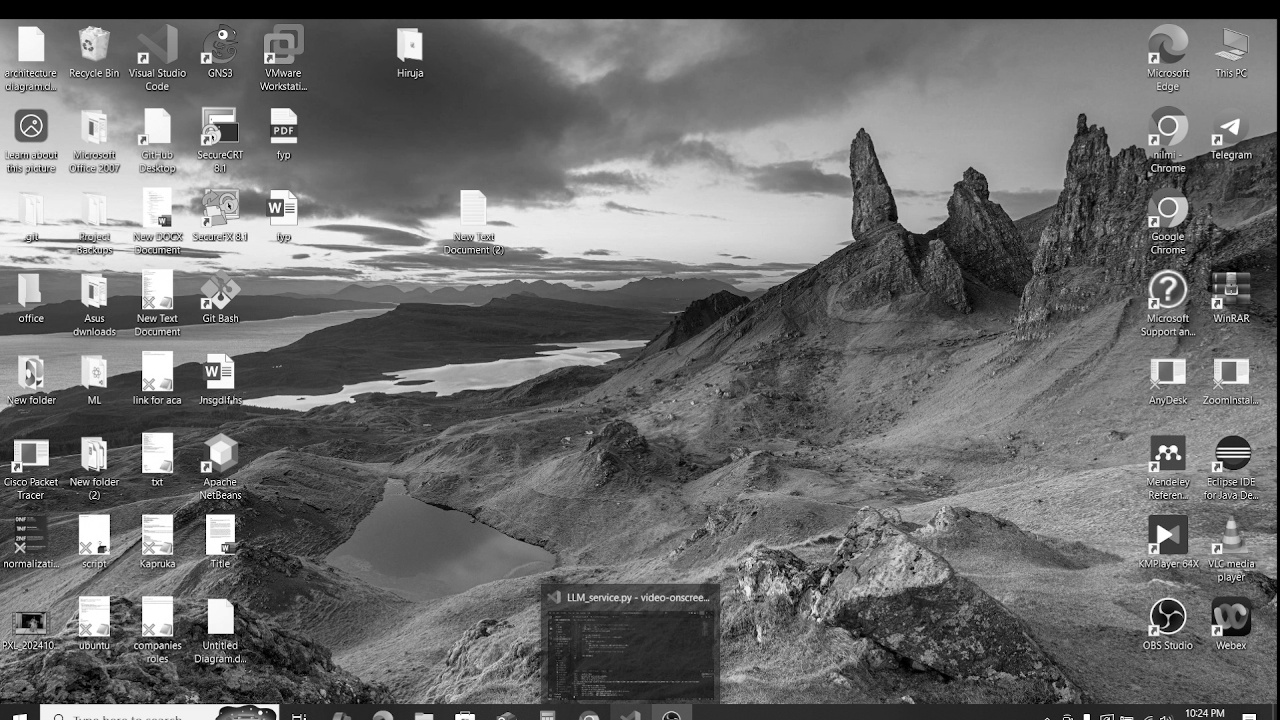 architecture
diagram.d...
Recycle Bin
Visual Studio
Code
GNS3
VMware
Workstati...
Hiruja
Microsoft
Edge
This PC
Learn about
this picture
Microsoft
Office 2007
GitHub
Desktop
SecureCRT
8.1
PDF
fyp
nilmi -
Chrome
Telegram
.git
Project
Backups
New DOCX
Document
SecureFX 8.1
W
fyp
New Text
Document (2)
Google
Chrome
office
Asus
dwnloads
New Text
Document
Git Bash
Microsoft
Support an...
WinRAR
New folder
ML
link for aca
W
Jnsgdlf,hs
AnyDesk
ZoomInstal...
Cisco Packet
Tracer
New folder
(2)
txt
Apache
NetBeans
Mendeley
Referen...
Eclipse IDE
for Java De...
normalizati...
script
Kapruka
Title
KMPlayer 64X
VLC media
player
PXL_202410...
ubuntu
companies
roles
Untitled
Diagram.d...
LLM_service.py - video-onscree...
OBS Studio
Webex
Type here to search
10:24 PM